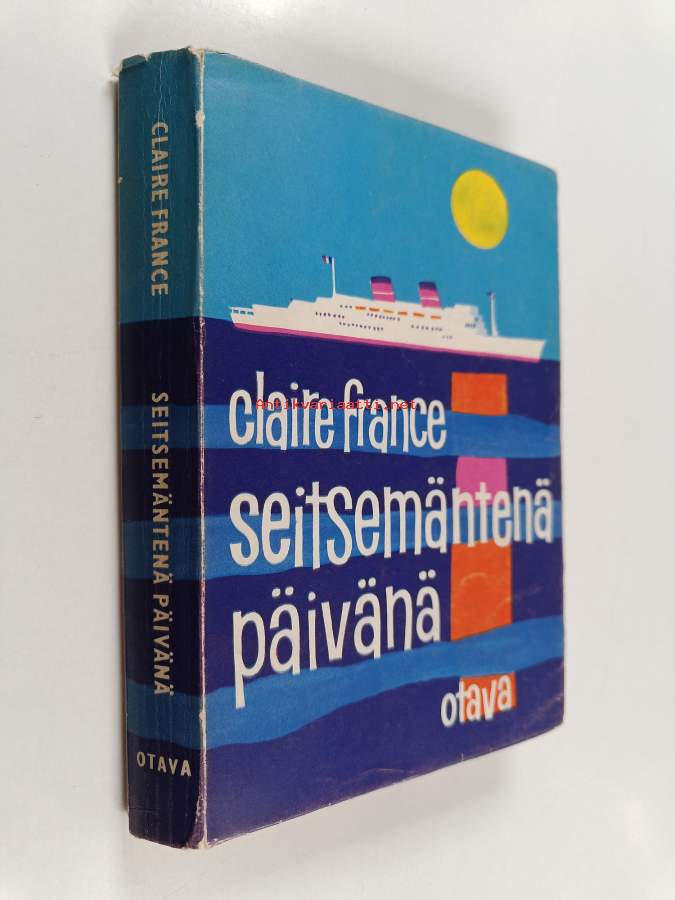 CLAIRE FRANCE
SEITSEMÄNTENÄ PÄIVÄNÄ
OTAVA
claire france
Antikvariaatti.net
seitsemäntenä
päivänä
otava